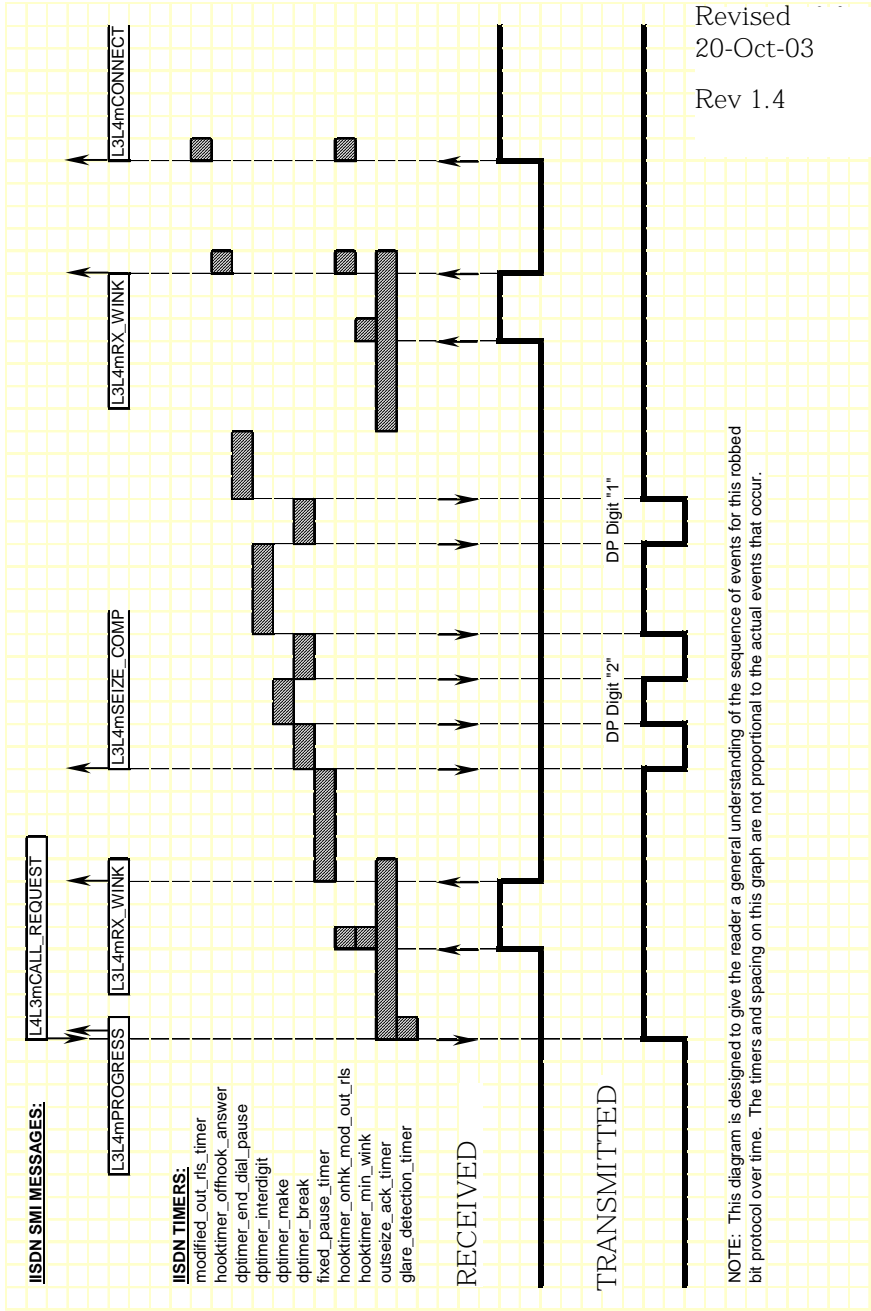 Revised
20-Oct-03
Rev 1.4
IISDN SMI MESSAGES:
L4L3mCALL_REQUEST
L3L4mPROGRESS
L3L4mRX_WINK
L3L4mSEIZE_COMP
L3L4mRX_WINK
L3L4mCONNECT
IISDN TIMERS:
modified_out_rls_timer
hooktimer_offhook_answer
dptimer_end_dial_pause
dptimer_interdigit
dptimer_make
dptimer_break
fixed_pause_timer
hooktimer_onhk_mod_out_rls
hooktimer_min_wink
outseize_ack_timer
glare_detection_timer
RECEIVED
TRANSMITTED
DP Digit "2"
DP Digit "1"
NOTE: This diagram is designed to give the reader a general understanding of the sequence of events for this robbed
bit protocol over time. The timers and spacing on this graph are not proportional to the actual events that occur.